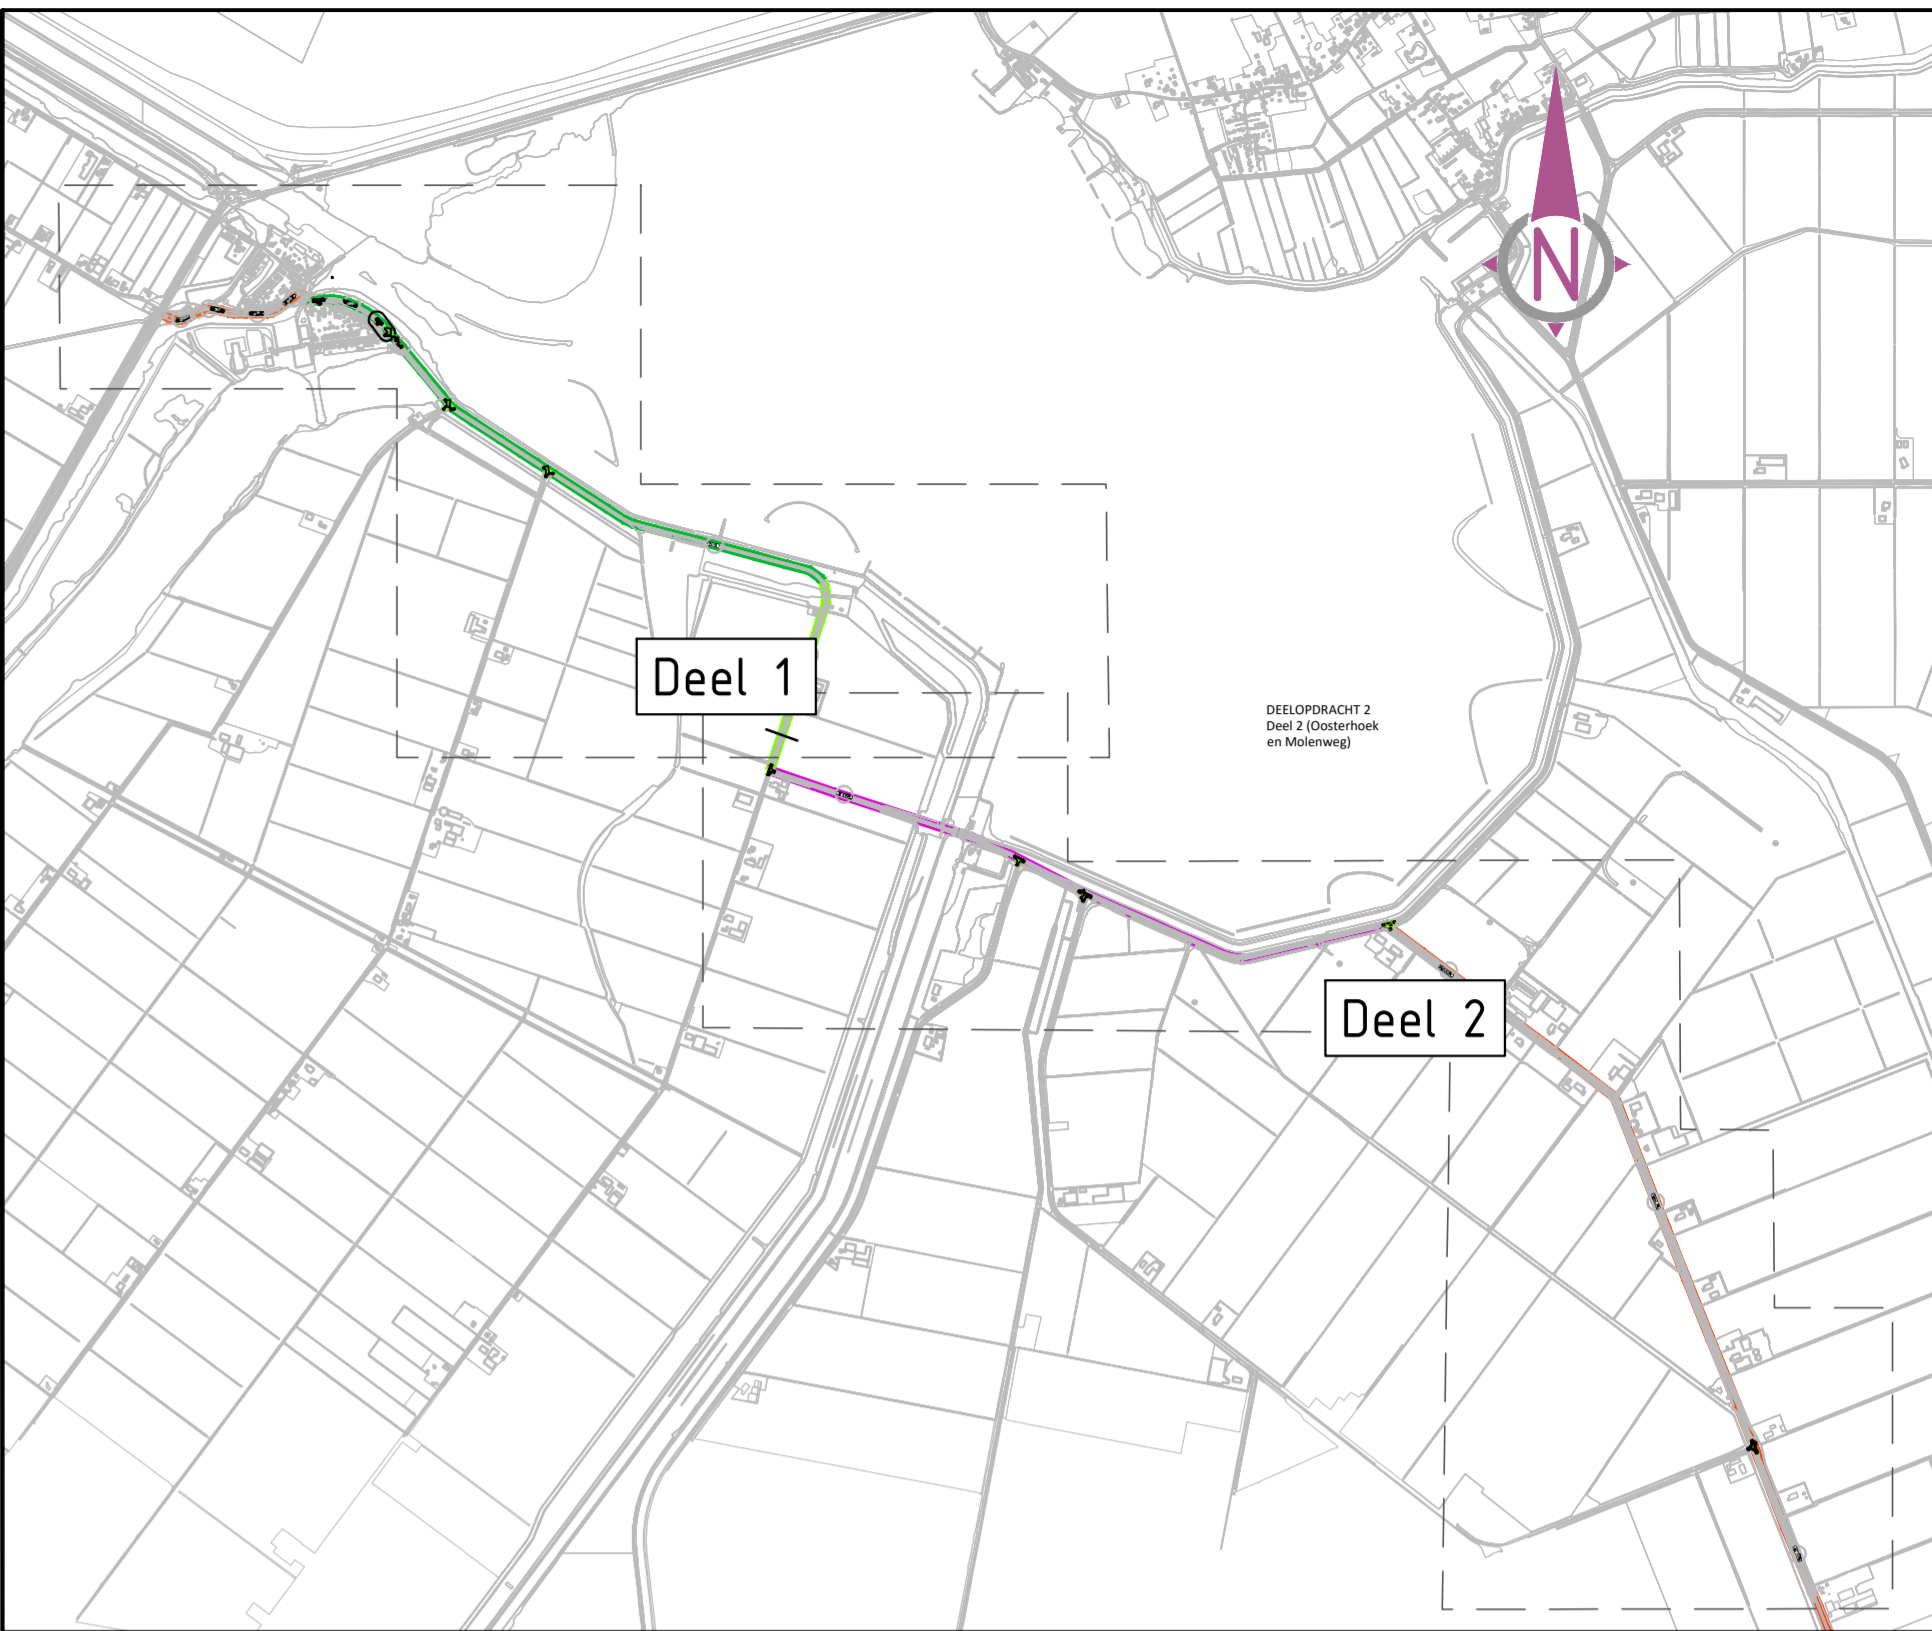 N
Deel 1
DEELOPDRACHT 2
Deel 2 (Oosterhoek
en Molenweg)
Deel 2